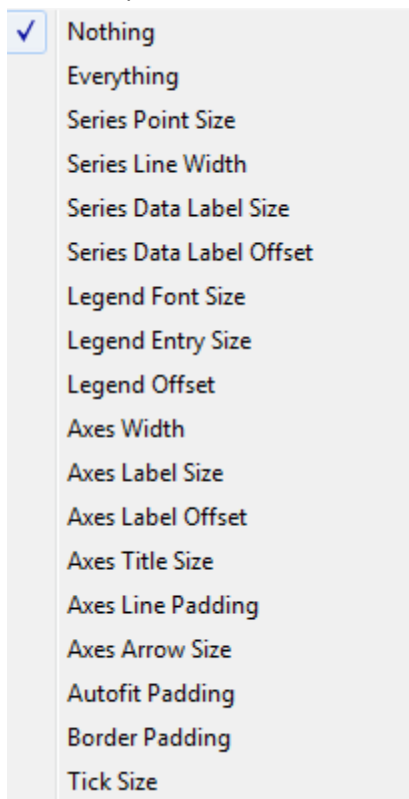 Nothing
Everything
Series Point Size
Series Line Width
Series Data Label Size
Series Data Label Offset
Legend Font Size
Legend Entry Size
Legend Offset
Axes Width
Axes Label Size
Axes Label Offset
Axes Title Size
Axes Line Padding
Axes Arrow Size
Autofit Padding
Border Padding
Tick Size